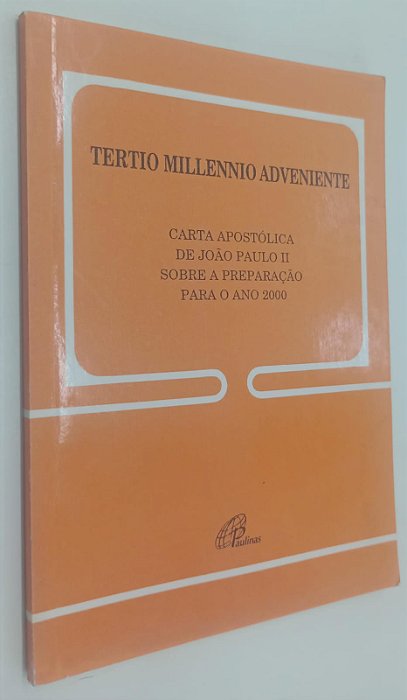 TERTIO MILLENNIO ADVENIENTE
CARTA APOSTÓLICA
DE JOÃO PAULO II
SOBRE A PREPARAÇÃO
PARA O ANO 2000
Paulinas